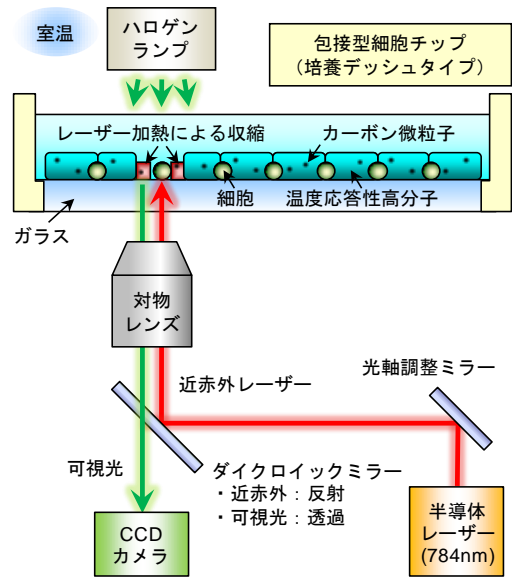 室温
ハロゲン
ランプ
包接型細胞チップ
（培養デッシュタイプ）
レーザー加熱による収縮
カーボン微粒子
細胞
温度応答性高分子
ガラス
対物
レンズ
近赤外レーザー
光軸調整ミラー
可視光
ダイクロイックミラー
・近赤外：反射
・可視光：透過
CCD
カメラ
半導体
レーザー
(784nm)